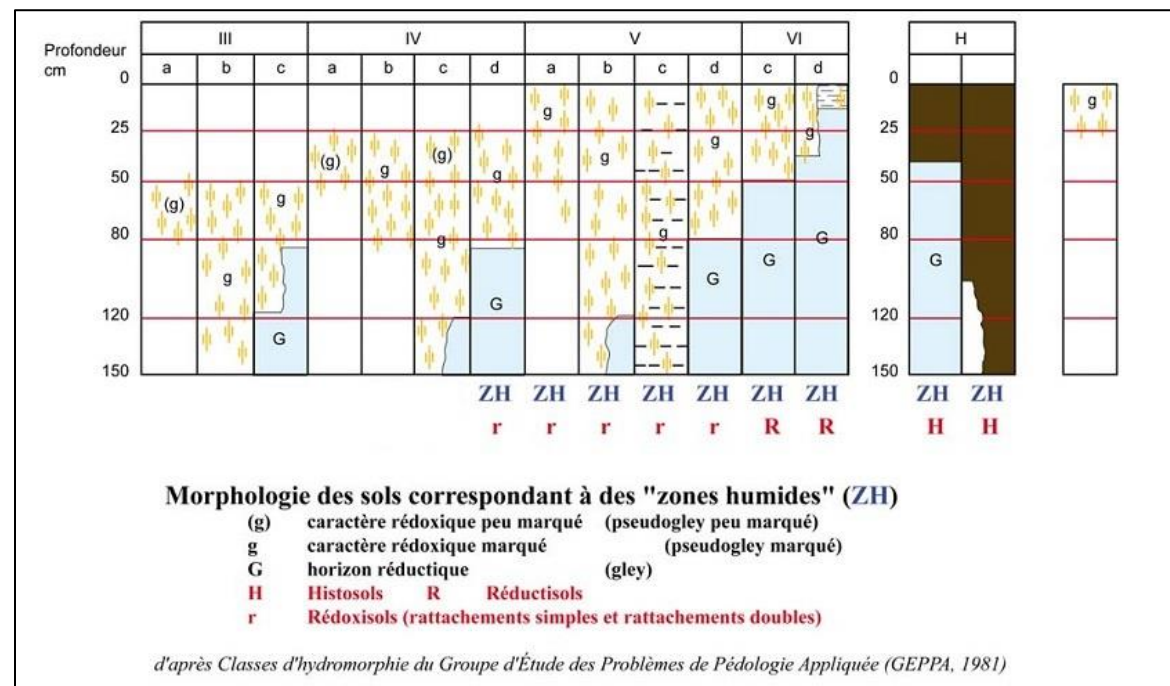 III IV V VI H
Profondeur
cm
a b c a b c d a b c d c d
0 0
g g g
25 25
(g) (g) g g g
g g
50 50
(g) g g
80 80
g g G
g G G G
G
120 120
G
150 150
ZH ZH ZH ZH ZH ZH ZH ZH ZH
r r r r r R R H H
Morphologie des sols correspondant à des "zones humides" (ZH)
(g) caractère rédoxique peu marqué (pseudogley peu marqué)
g caractère rédoxique marqué (pseudogley marqué)
G horizon réductique (gley)
H Histosols R Réductisols
r Rédoxisols (rattachements simples et rattachements doubles)
d'après Classes d'hydromorphie du Groupe d'Étude des Problèmes de Pédologie Appliquée (GEPPA, 1981)